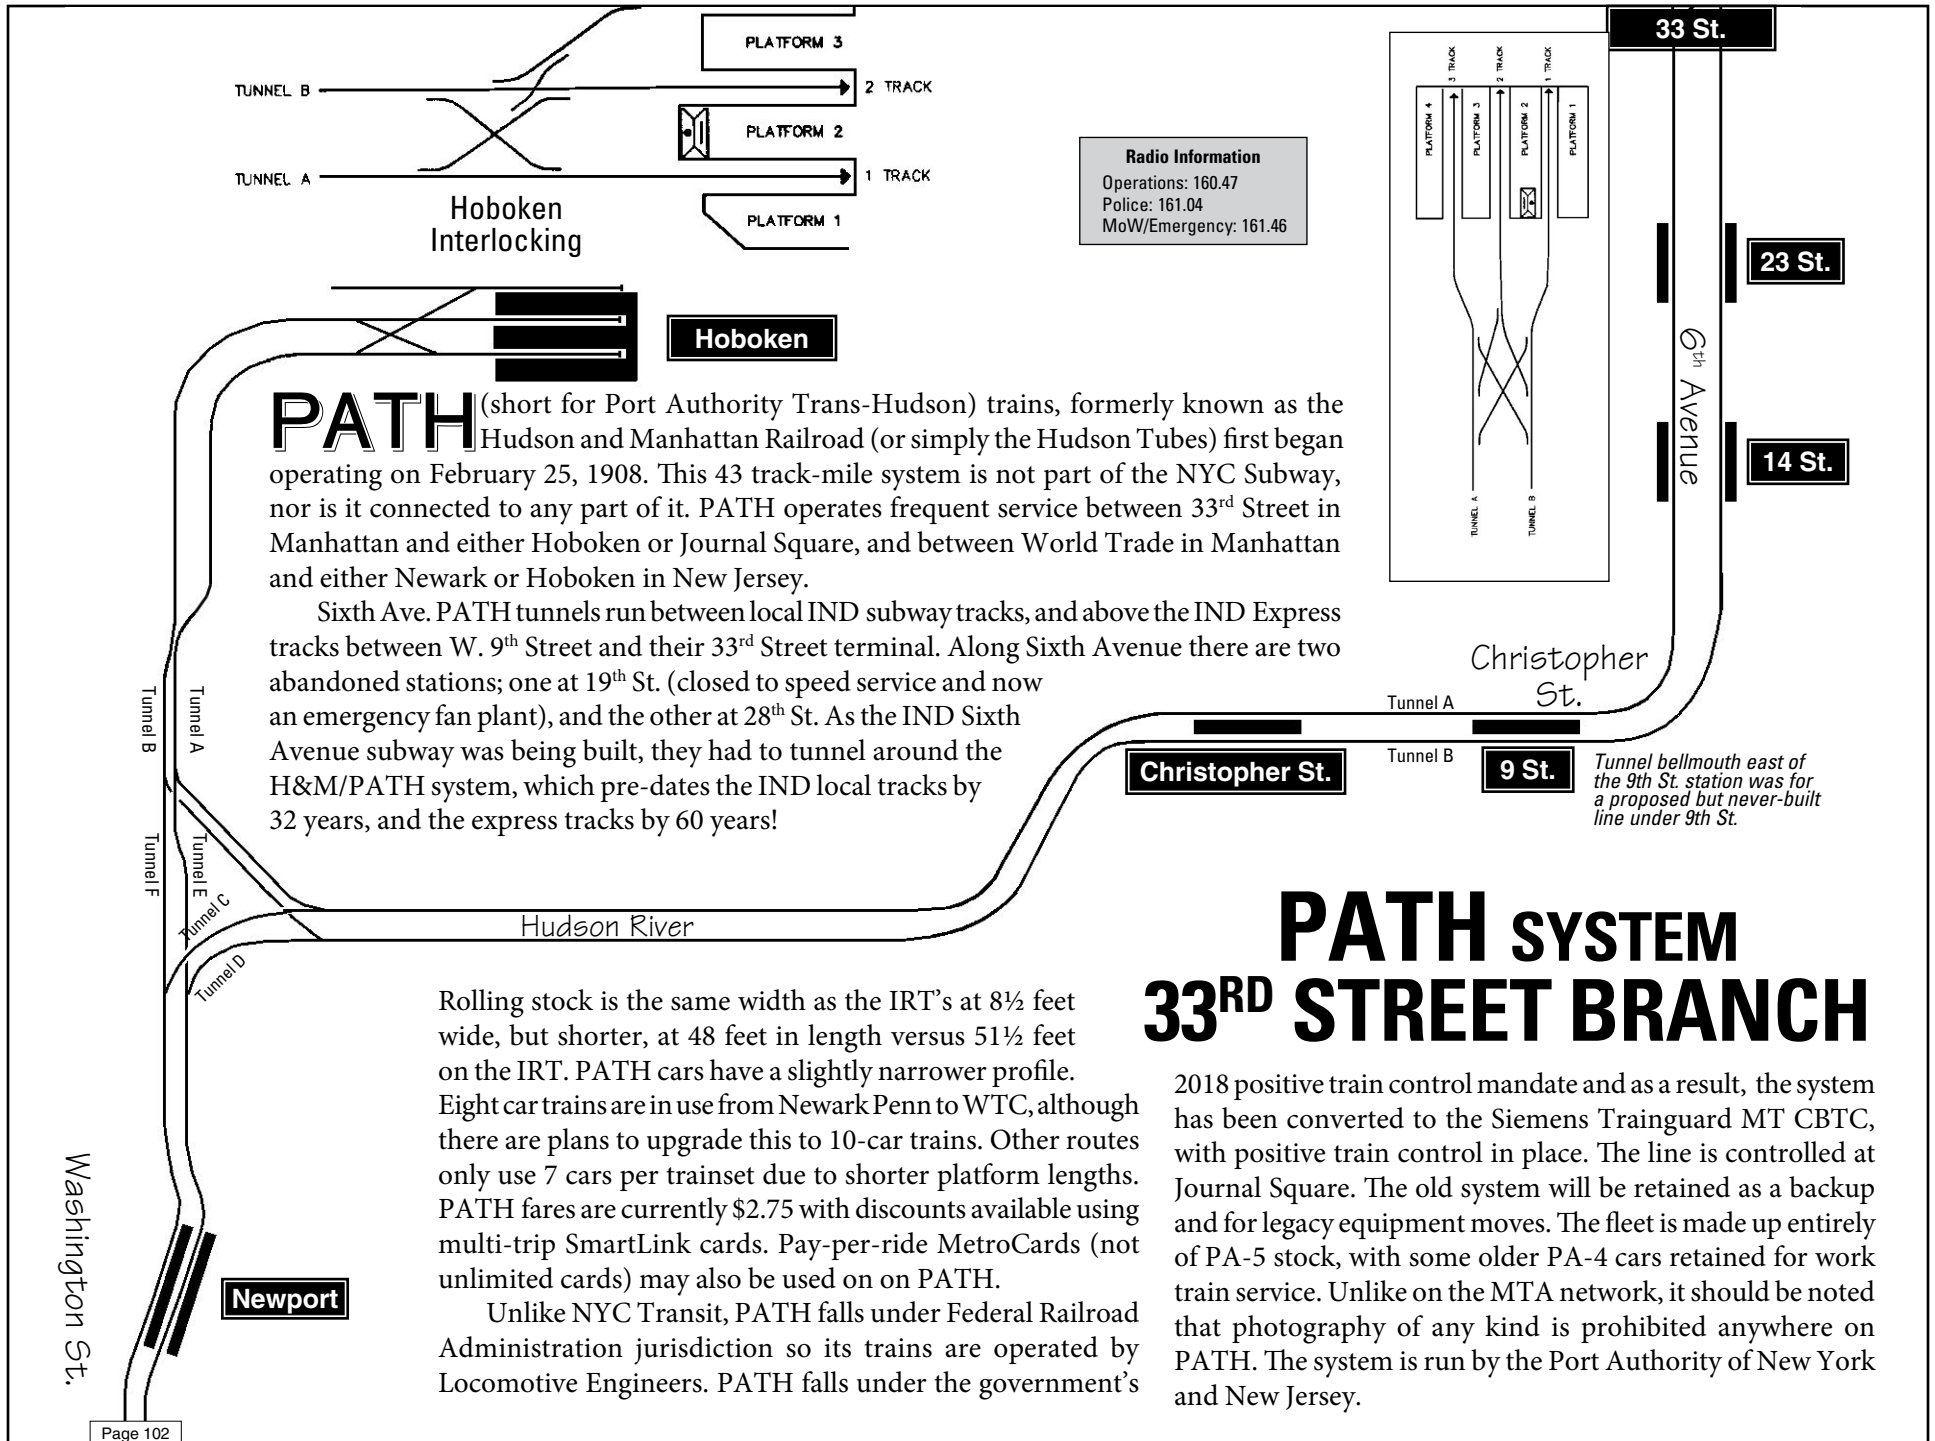 33 St.
PLATFORM 3
TUNNEL B
2 TRACK
PLATFORM 2
TUNNEL A
1 TRACK
PLATFORM 1
Hoboken
Interlocking
Radio Information
Operations: 160.47
Police: 161.04
MoW/Emergency: 161.46
3 TRACK
2 TRACK
1 TRACK
PLATFORM 4
PLATFORM 3
PLATFORM 2
PLATFORM 1
TUNNEL A
TUNNEL B
23 St.
6th Avenue
14 St.
Hoboken
PATH (short for Port Authority Trans-Hudson) trains, formerly known as the
Hudson and Manhattan Railroad (or simply the Hudson Tubes) first began
operating on February 25, 1908. This 43 track-mile system is not part of the NYC Subway,
nor is it connected to any part of it. PATH operates frequent service between 33rd Street in
Manhattan and either Hoboken or Journal Square, and between World Trade in Manhattan
and either Newark or Hoboken in New Jersey.
Sixth Ave. PATH tunnels run between local IND subway tracks, and above the IND Express
tracks between W. 9th Street and their 33rd Street terminal. Along Sixth Avenue there are two
abandoned stations; one at 19th St. (closed to speed service and now
an emergency fan plant), and the other at 28th St. As the IND Sixth
Avenue subway was being built, they had to tunnel around the
H&M/PATH system, which pre-dates the IND local tracks by
32 years, and the express tracks by 60 years!
Christopher
St.
Tunnel A
Tunnel B
Christopher St.
9 St.
Tunnel bellmouth east of
the 9th St. station was for
a proposed but never-built
line under 9th St.
Tunnel B
Tunnel A
Tunnel F
Tunnel E
Tunnel C
Tunnel D
Hudson River
PATH SYSTEM
33RD STREET BRANCH
Rolling stock is the same width as the IRT's at 8½ feet
wide, but shorter, at 48 feet in length versus 51½ feet
on the IRT. PATH cars have a slightly narrower profile.
Eight car trains are in use from Newark Penn to WTC, although
there are plans to upgrade this to 10-car trains. Other routes
only use 7 cars per trainset due to shorter platform lengths.
PATH fares are currently $2.75 with discounts available using
multi-trip SmartLink cards. Pay-per-ride MetroCards (not
unlimited cards) may also be used on on PATH.
Unlike NYC Transit, PATH falls under Federal Railroad
Administration jurisdiction so its trains are operated by
Locomotive Engineers. PATH falls under the government's
2018 positive train control mandate and as a result, the system
has been converted to the Siemens Trainguard MT CBTC,
with positive train control in place. The line is controlled at
Journal Square. The old system will be retained as a backup
and for legacy equipment moves. The fleet is made up entirely
of PA-5 stock, with some older PA-4 cars retained for work
train service. Unlike on the MTA network, it should be noted
that photography of any kind is prohibited anywhere on
PATH. The system is run by the Port Authority of New York
and New Jersey.
Washington St.
Newport
Page 102